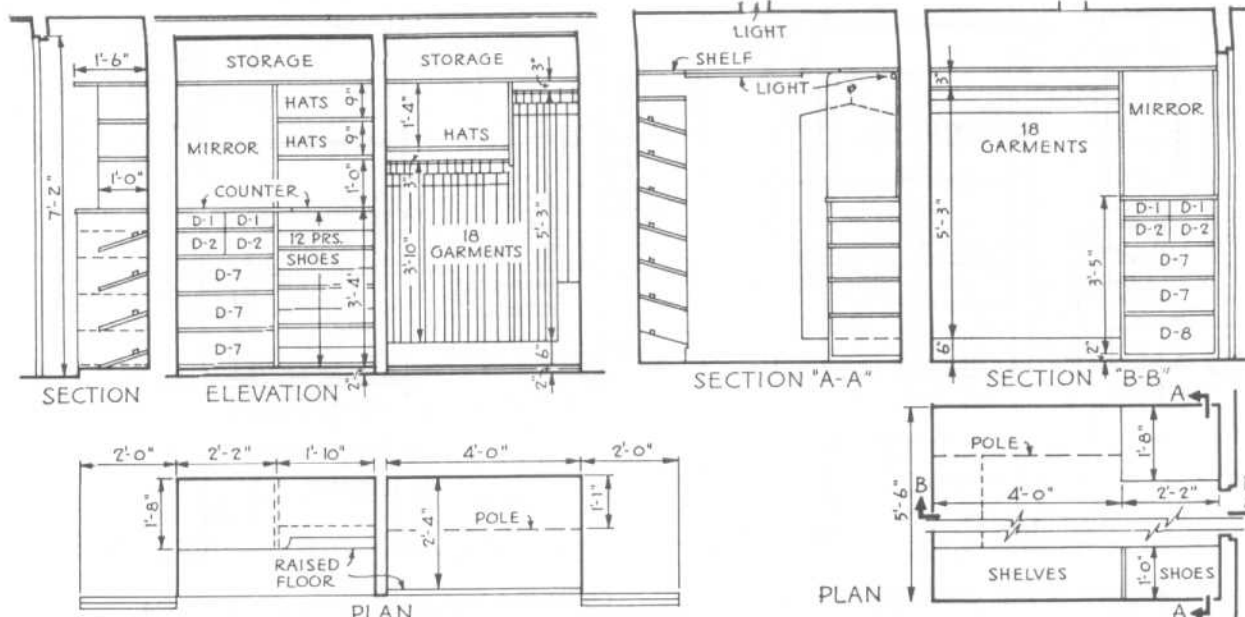 1'-6"
7'-2"
1'-0"
SECTION
STORAGE
HATS
9"
HATS
9"
MIRROR
1'-0"
COUNTER
D-1 D-1
D-2 D-2
D-7
D-7
D-7
12 PRS.
SHOES
3'-4"
2"
ELEVATION
STORAGE
3"
1'-4"
HATS
3"
3'-10"
18
GARMENTS
5'-3"
6"
2"
LIGHT
SHELF
LIGHT
SECTION "A-A"
3"
18
GARMENTS
5'-3"
6"
MIRROR
3'-5"
D-1 D-1
D-2 D-2
D-7
D-7
D-8
2"
SECTION "B-B"
2'-0" 2'-2" 1'-10" 4'-0" 2'-0"
1'-8"
RAISED
FLOOR
2'-4"
POLE
1'-1"
PLAN
A
POLE
1'-8"
B
5'-6"
4'-0" 2'-2"
SHELVES
1'-0"
SHOES
PLAN
A